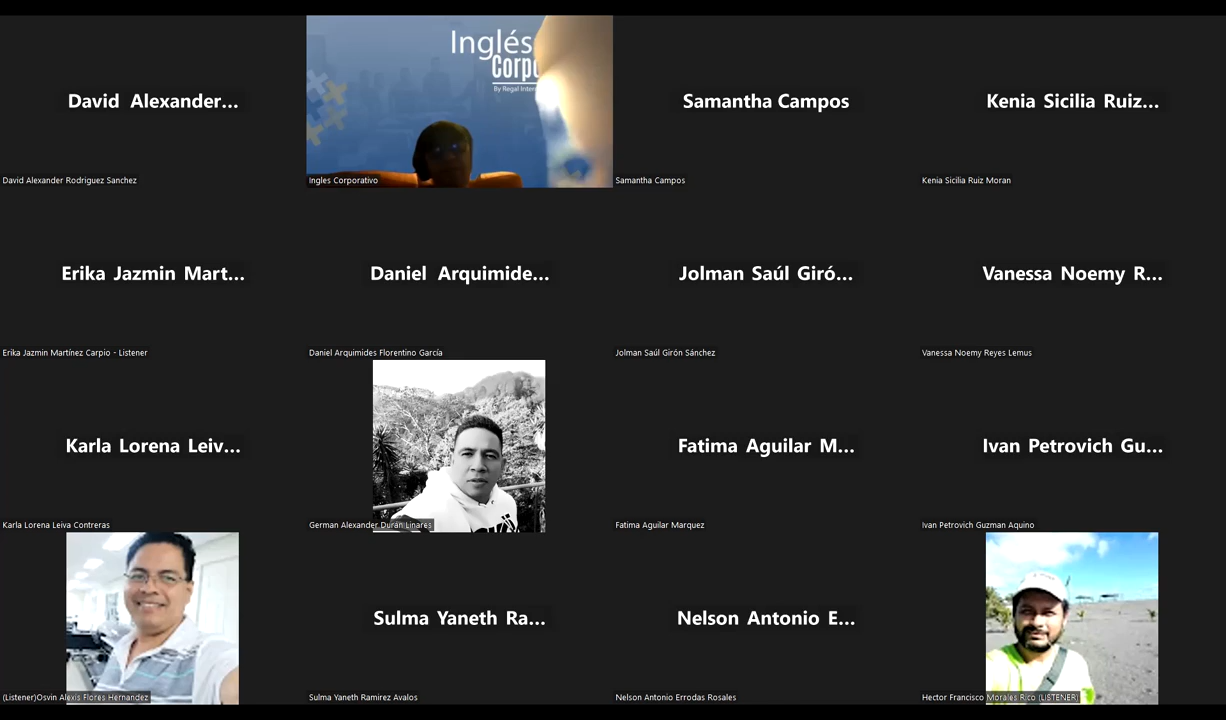 David Alexander...
David Alexander Rodriguez Sanchez
Inglés
Corpo
By Regal Inter
Ingles Corporativo
Samantha Campos
Samantha Campos
Kenia Sicilia Ruiz...
Kenia Sicilia Ruiz Moran
Erika Jazmin Mart...
Erika Jazmin Martínez Carpio - Listener
Daniel Arquimide...
Daniel Arquimides Florentino García
Jolman Saúl Giró...
Jolman Saúl Girón Sánchez
Vanessa Noemy R...
Vanessa Noemy Reyes Lemus
Karla Lorena Leiv...
Karla Lorena Leiva Contreras
German Alexander Durán Linares
Fatima Aguilar M...
Fatima Aguilar Marquez
Ivan Petrovich Gu...
Ivan Petrovich Guzman Aquino
(Listener)Osvin Alexis Flores Hernandez
Sulma Yaneth Ra...
Sulma Yaneth Ramirez Avalos
Nelson Antonio E...
Nelson Antonio Errodas Rosales
Hector Francisco Morales Rico (LISTENER)